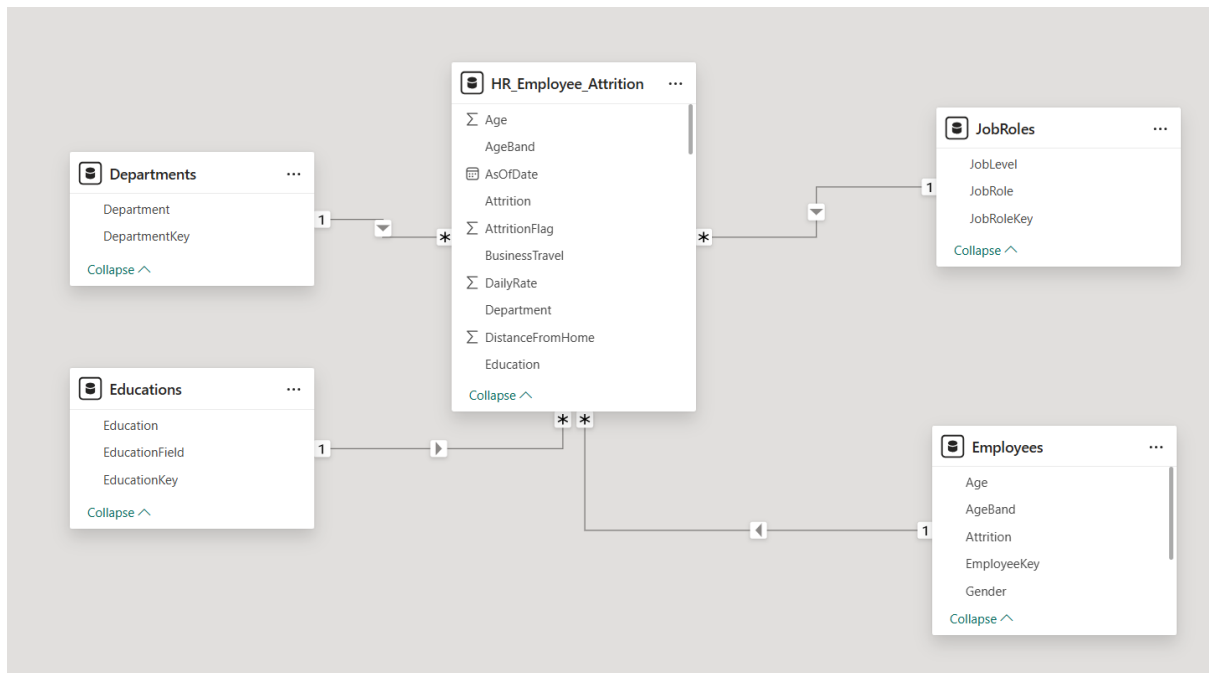 HR_Employee_Attrition
Age
AgeBand
AsOfDate
Attrition
AttritionFlag
BusinessTravel
DailyRate
Department
DistanceFromHome
Education
Collapse
JobRoles
JobLevel
JobRole
JobRoleKey
Collapse
Departments
Department
DepartmentKey
Collapse
1
*
*
1
Educations
Education
EducationField
EducationKey
Collapse
1
*
*
1
Employees
Age
AgeBand
Attrition
EmployeeKey
Gender
Collapse